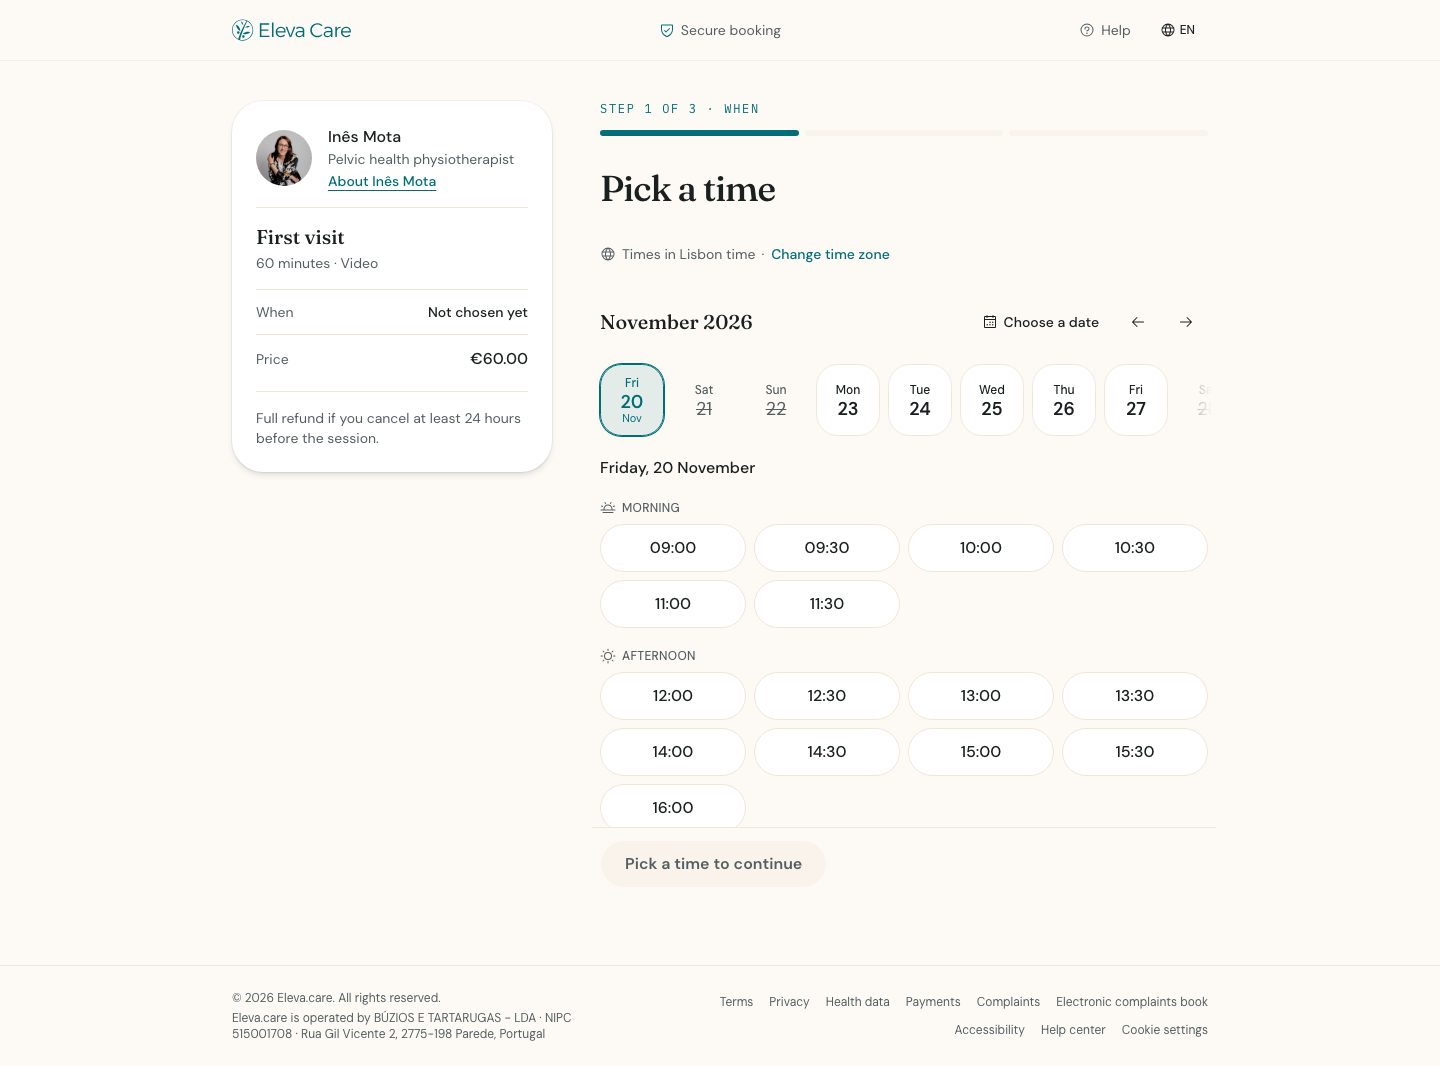 Eleva Care
Secure booking
Help
EN
Inês Mota
Pelvic health physiotherapist
About Inês Mota
First visit
60 minutes · Video
When
Not chosen yet
Price
€60.00
Full refund if you cancel at least 24 hours
before the session.
STEP 1 OF 3 · WHEN
Pick a time
Times in Lisbon time · Change time zone
November 2026
Choose a date
Fri
20
Nov
Sat
21
Sun
22
Mon
23
Tue
24
Wed
25
Thu
26
Fri
27
Friday, 20 November
MORNING
09:00
09:30
10:00
10:30
11:00
11:30
AFTERNOON
12:00
12:30
13:00
13:30
14:00
14:30
15:00
15:30
16:00
Pick a time to continue
© 2026 Eleva.care. All rights reserved.
Eleva.care is operated by BÚZIOS E TARTARUGAS - LDA · NIPC
515001708 · Rua Gil Vicente 2, 2775-198 Parede, Portugal
Terms Privacy Health data Payments Complaints Electronic complaints book
Accessibility Help center Cookie settings